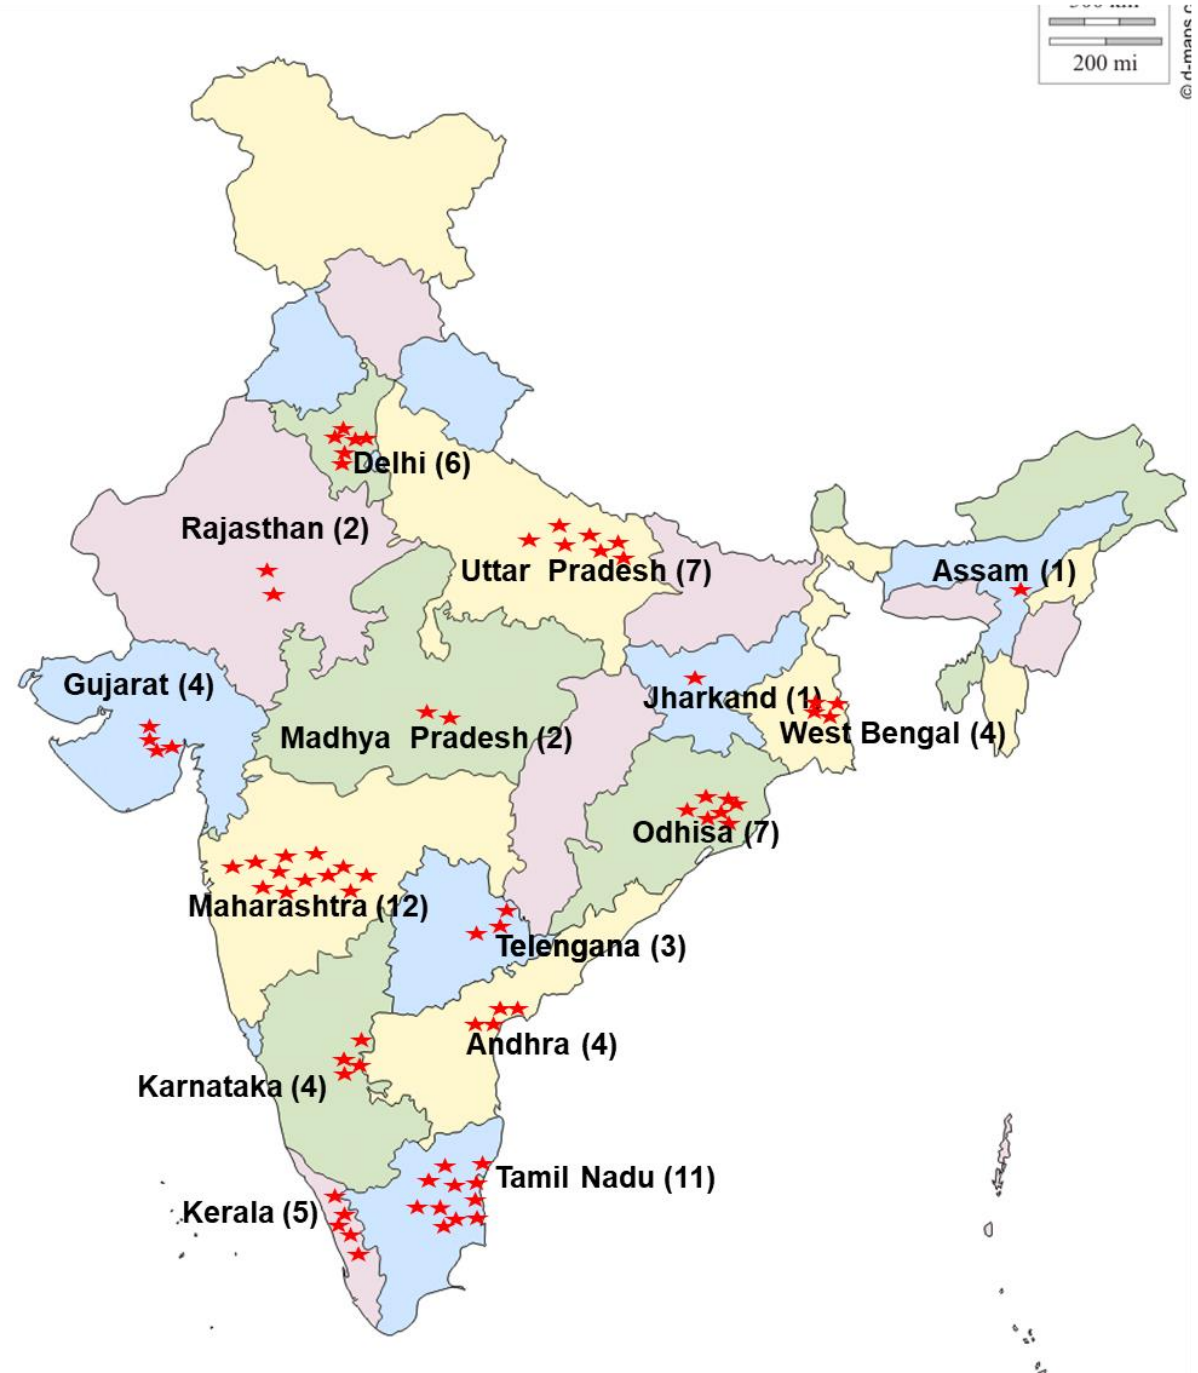 200 mi
© d-maps.c
Delhi (6)
Rajasthan (2)
Uttar Pradesh (7)
Assam (1)
Gujarat (4)
Jharkand (1)
Madhya Pradesh (2)
West Bengal (4)
Odhisa (7)
Maharashtra (12)
Telengana (3)
Andhra (4)
Karnataka (4)
Tamil Nadu (11)
Kerala (5)